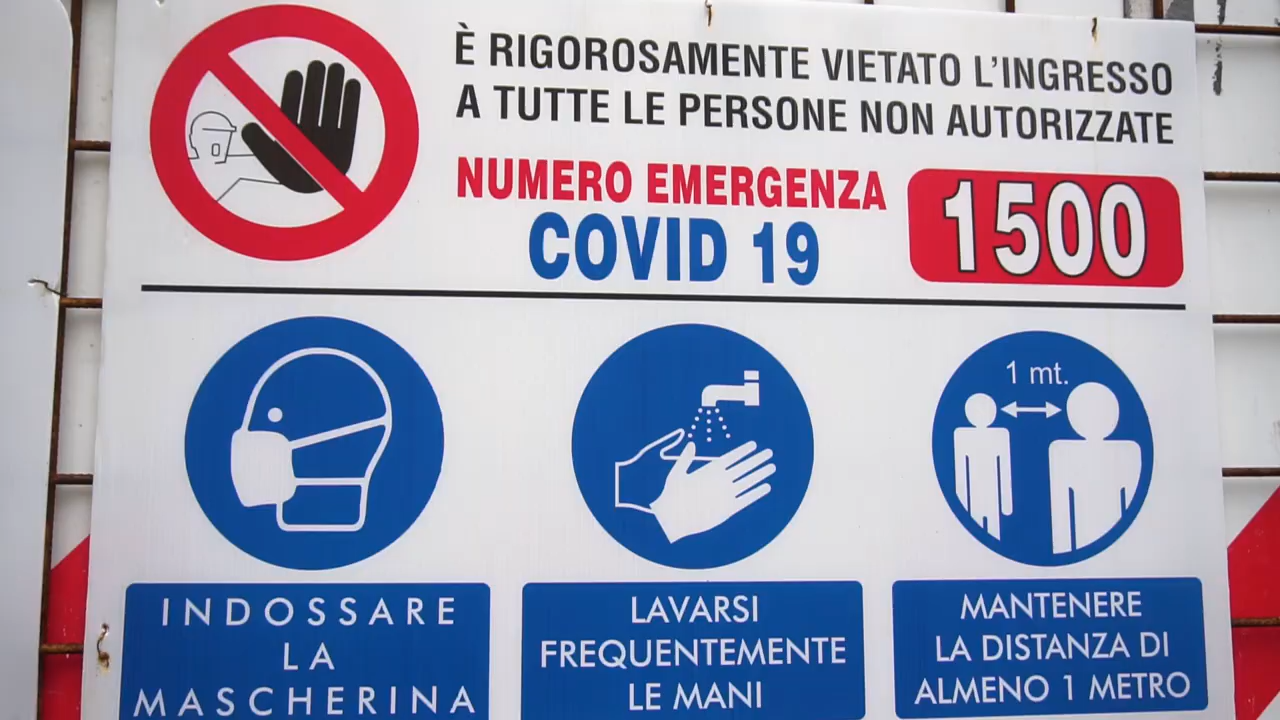 È RIGOROSAMENTE VIETATO L'INGRESSO
A TUTTE LE PERSONE NON AUTORIZZATE
NUMERO EMERGENZA
COVID 19
1500
1 mt.
INDOSSARE
LA
MASCHERINA
LAVARSI
FREQUENTEMENTE
LE MANI
MANTENERE
LA DISTANZA DI
ALMENO 1 METRO